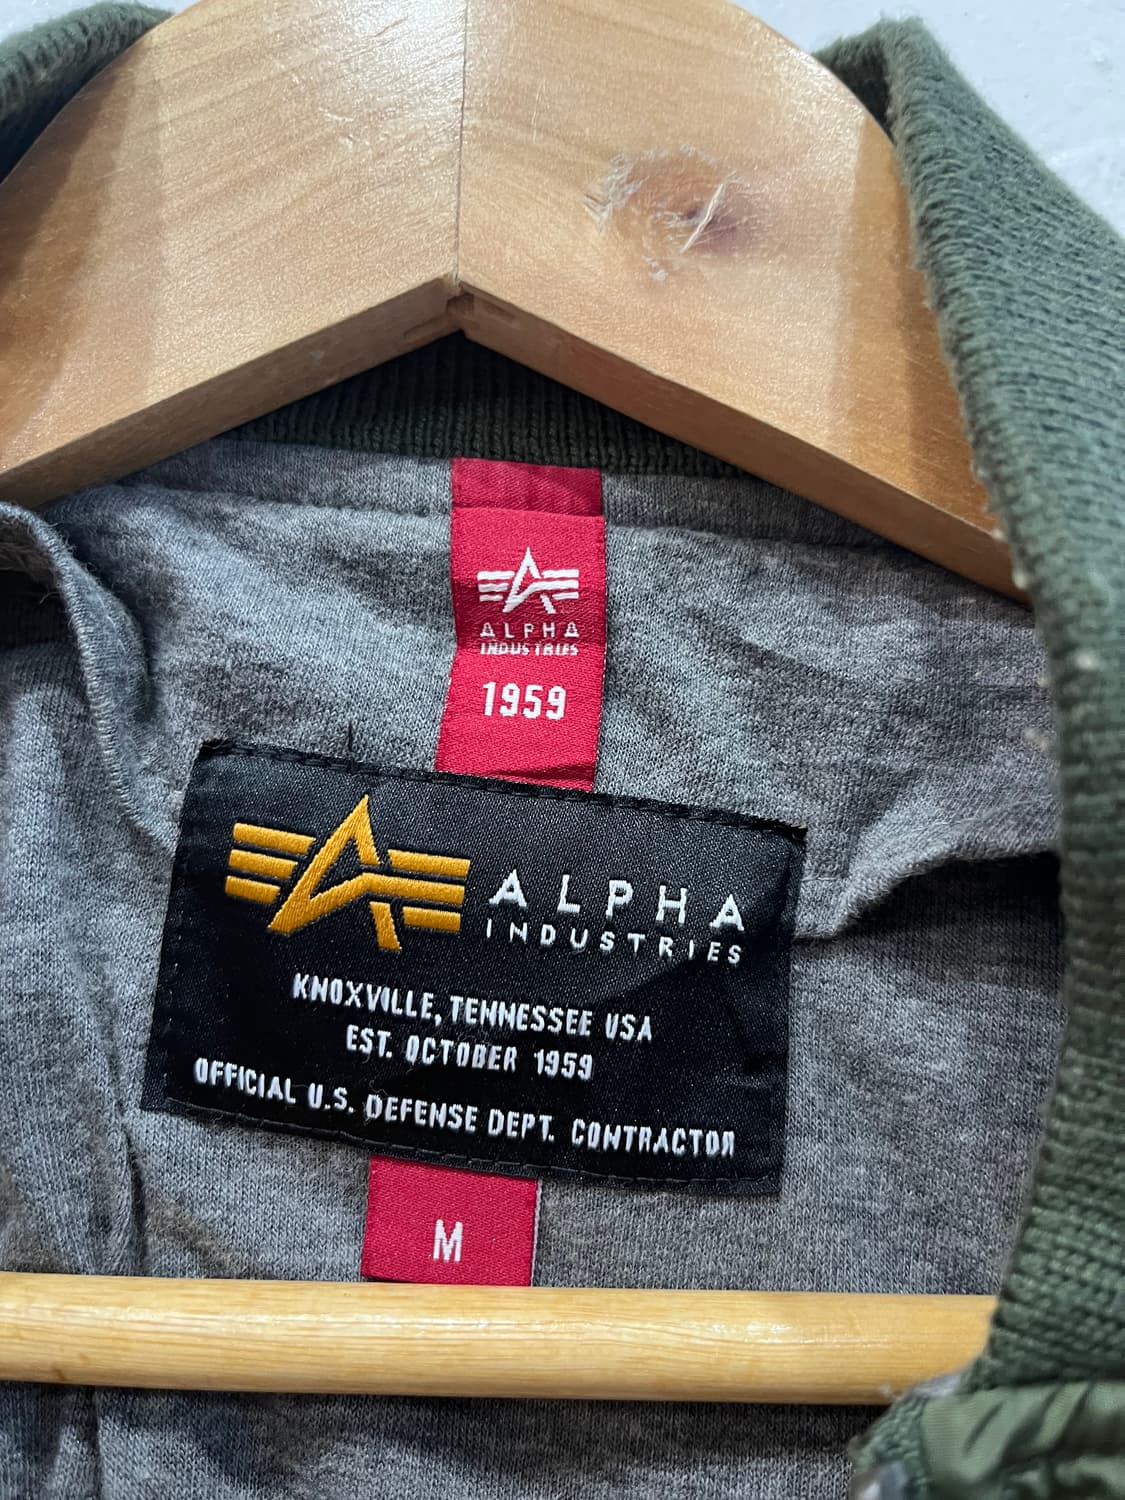 ALPHA
INDUSTRIES
1959
ALPHA
INDUSTRIES
KNOXVILLE, TENNESSEE USA
EST. OCTOBER 1959
OFFICIAL U.S. DEFENSE DEPT. CONTRACTOR
M